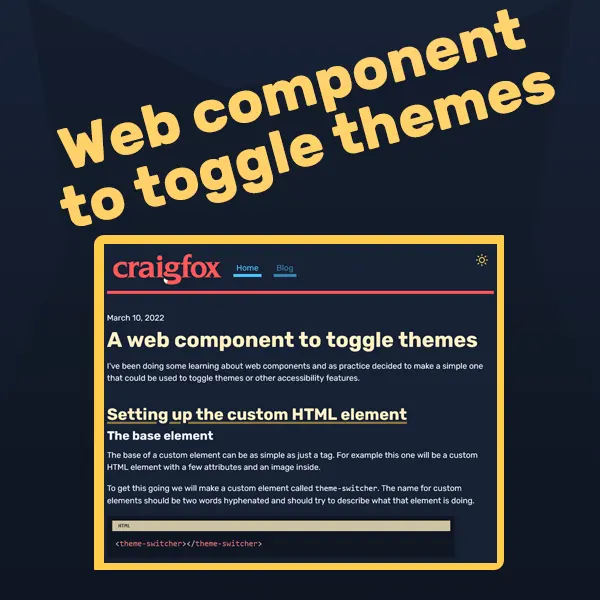 Web component
to toggle themes
craigfox
Home
Blog
March 10, 2022
A web component to toggle themes
I've been doing some learning about web components and as practice decided to make a simple one
that could be used to toggle themes or other accessibility features.
Setting up the custom HTML element
The base element
The base of a custom element can be as simple as just a tag. For example this one will be a custom
HTML element with a few attributes and an image inside.
To get this going we will make a custom element called theme-switcher. The name for custom
elements should be two words hyphenated and should try to describe what that element is doing.
HTML
<theme-switcher></theme-switcher>